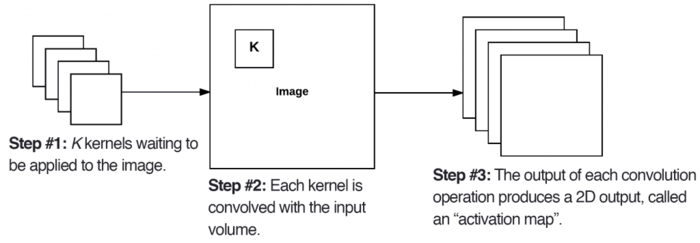 K
Image
Step #1: K kernels waiting to
be applied to the image.
Step #2: Each kernel is
convolved with the input
volume.
Step #3: The output of each convolution
operation produces a 2D output, called
an “activation map”.